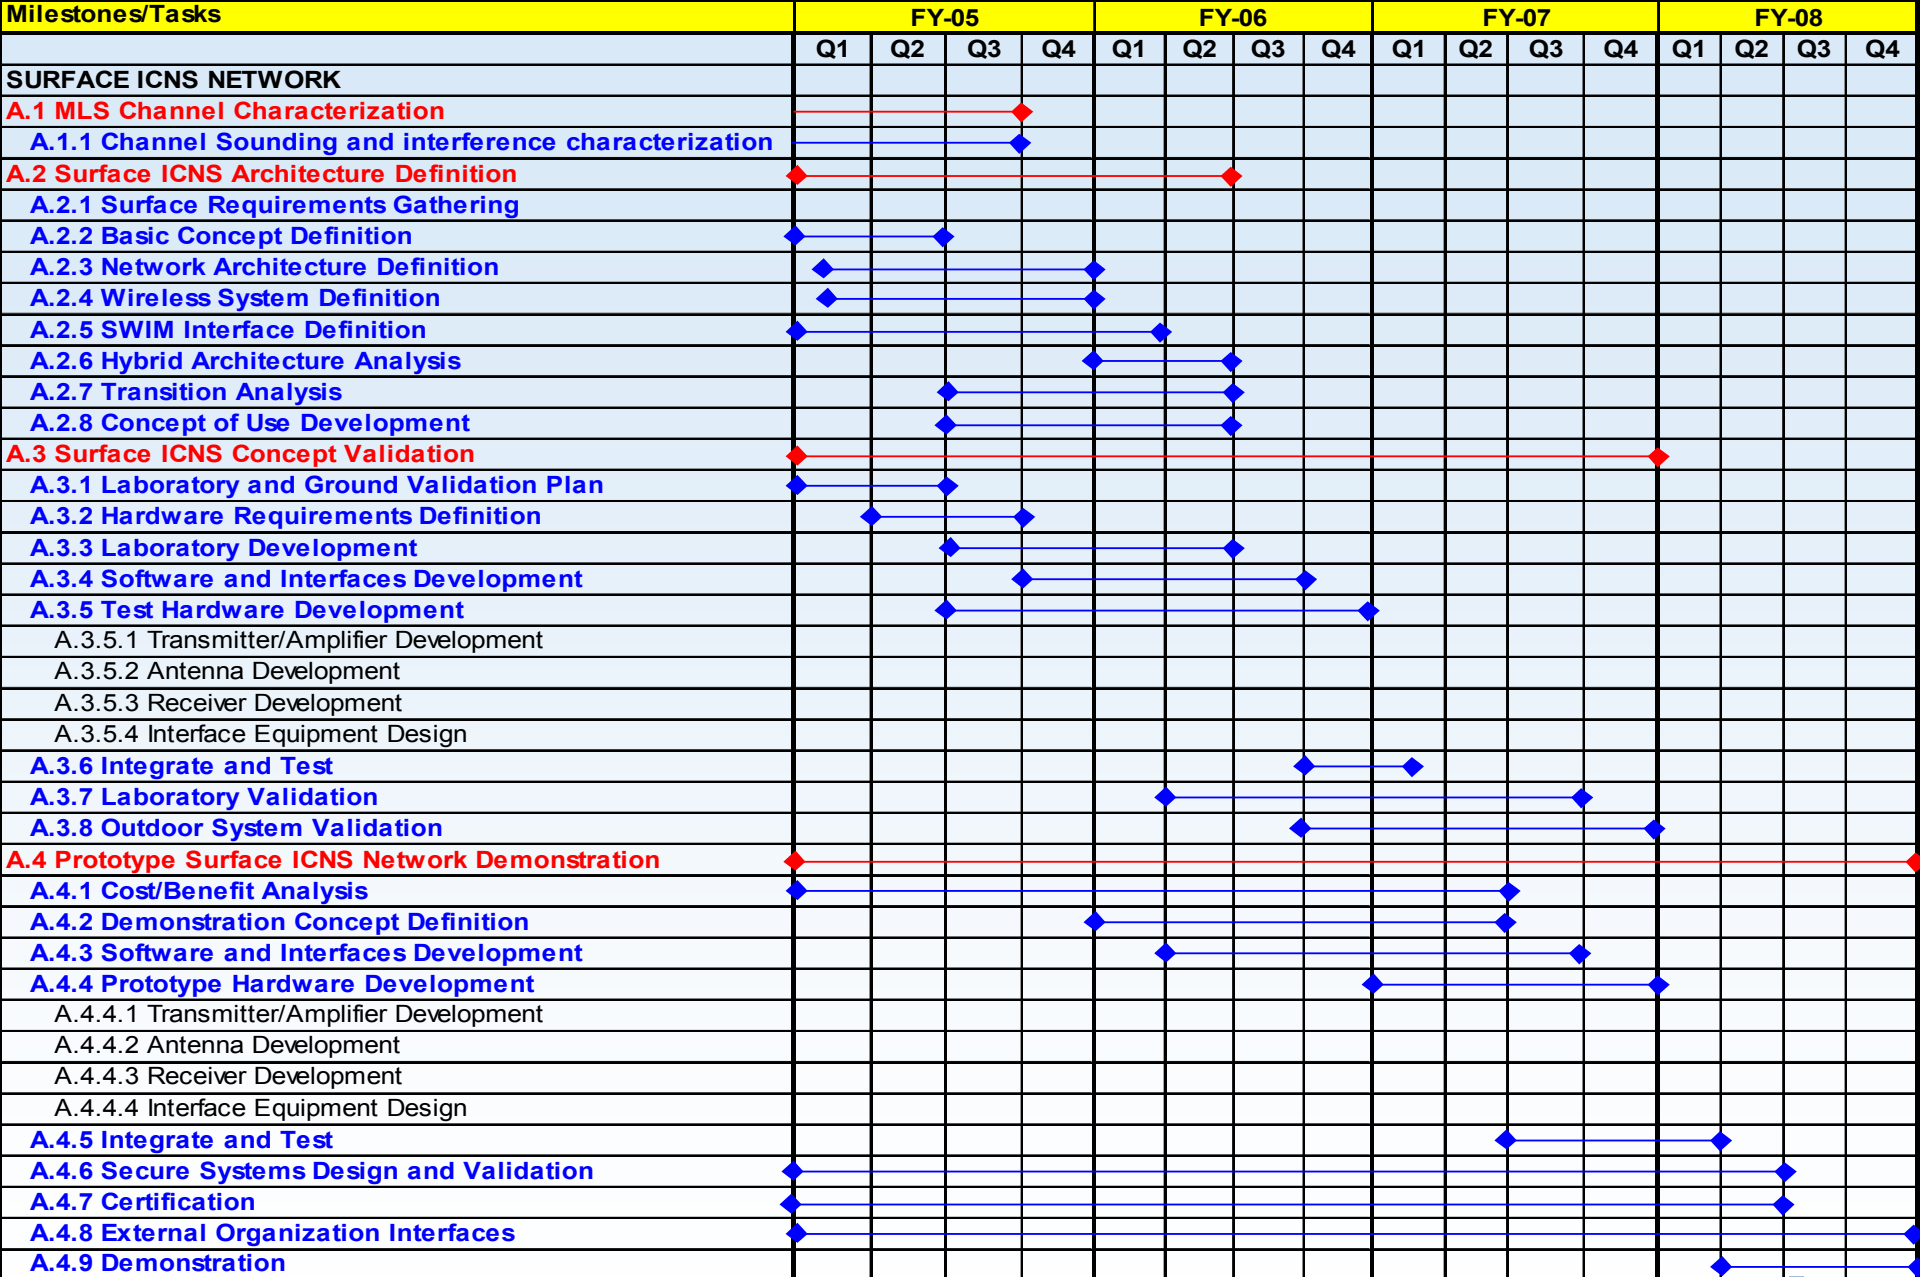 Milestones/Tasks FY-05 FY-06 FY-07 FY-08
Q1 Q2 Q3 Q4 Q1 Q2 Q3 Q4 Q1 Q2 Q3 Q4 Q1 Q2 Q3 Q4
SURFACE ICNS NETWORK
A.1 MLS Channel Characterization
A.1.1 Channel Sounding and interference characterization
A.2 Surface ICNS Architecture Definition
A.2.1 Surface Requirements Gathering
A.2.2 Basic Concept Definition
A.2.3 Network Architecture Definition
A.2.4 Wireless System Definition
A.2.5 SWIM Interface Definition
A.2.6 Hybrid Architecture Analysis
A.2.7 Transition Analysis
A.2.8 Concept of Use Development
A.3 Surface ICNS Concept Validation
A.3.1 Laboratory and Ground Validation Plan
A.3.2 Hardware Requirements Definition
A.3.3 Laboratory Development
A.3.4 Software and Interfaces Development
A.3.5 Test Hardware Development
A.3.5.1 Transmitter/Amplifier Development
A.3.5.2 Antenna Development
A.3.5.3 Receiver Development
A.3.5.4 Interface Equipment Design
A.3.6 Integrate and Test
A.3.7 Laboratory Validation
A.3.8 Outdoor System Validation
A.4 Prototype Surface ICNS Network Demonstration
A.4.1 Cost/Benefit Analysis
A.4.2 Demonstration Concept Definition
A.4.3 Software and Interfaces Development
A.4.4 Prototype Hardware Development
A.4.4.1 Transmitter/Amplifier Development
A.4.4.2 Antenna Development
A.4.4.3 Receiver Development
A.4.4.4 Interface Equipment Design
A.4.5 Integrate and Test
A.4.6 Secure Systems Design and Validation
A.4.7 Certification
A.4.8 External Organization Interfaces
A.4.9 Demonstration